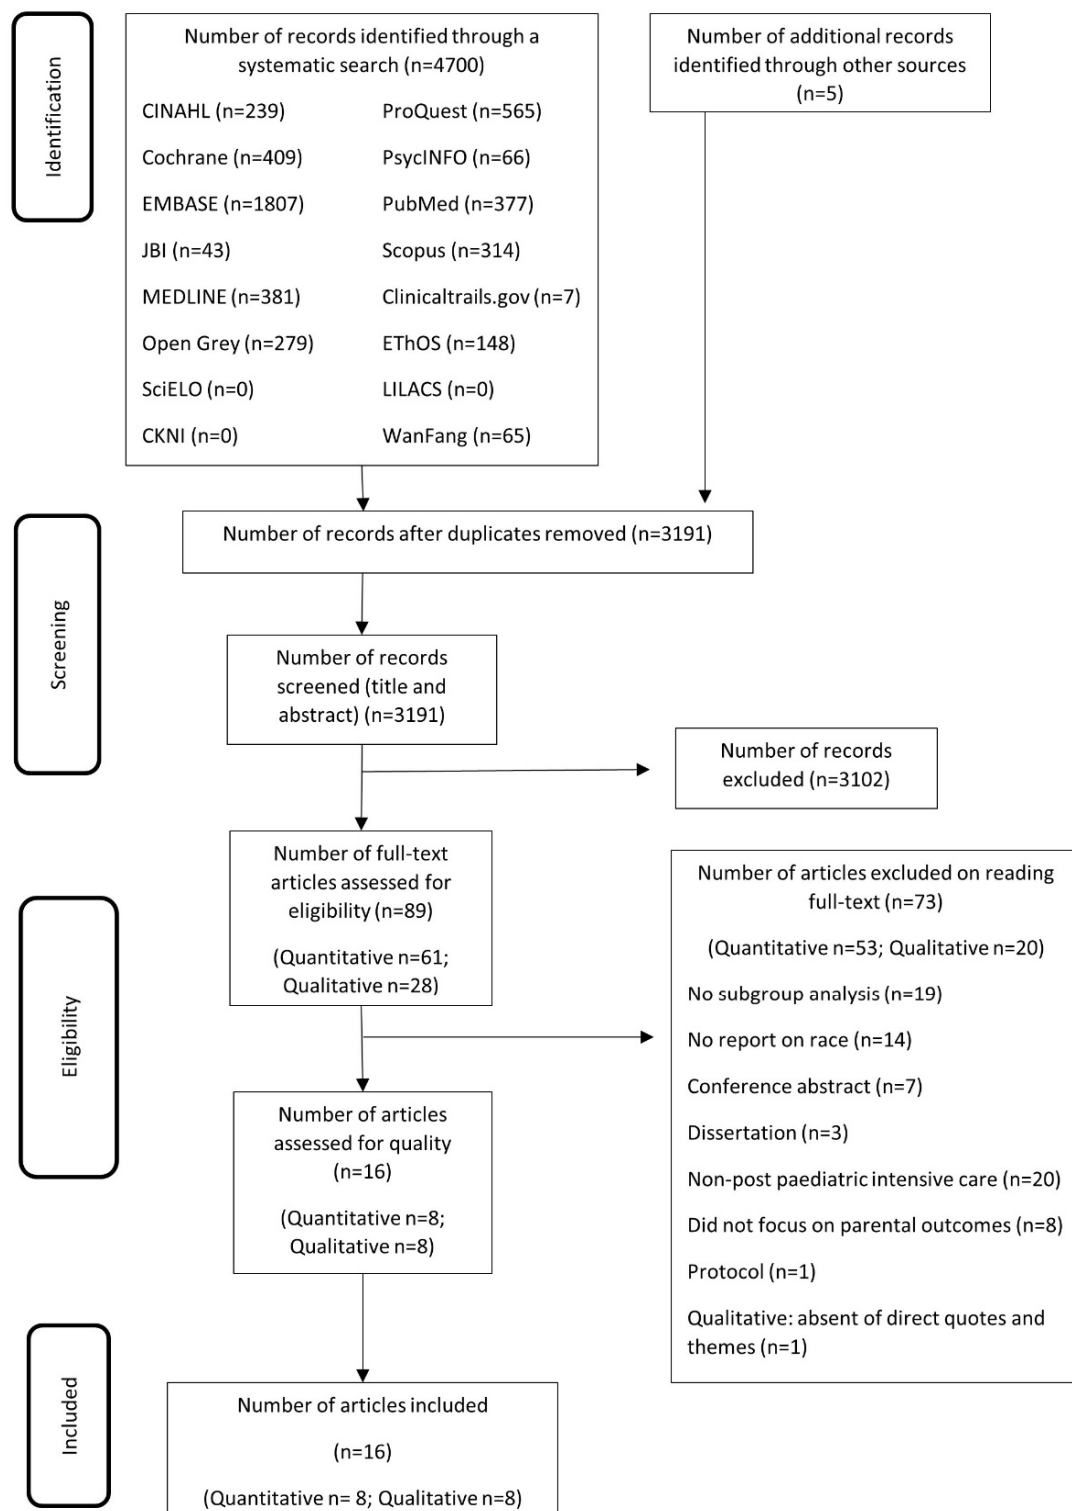 Identification
Number of records identified through a
systematic search (n=4700)
CINAHL (n=239)
ProQuest (n=565)
Cochrane (n=409)
PsycINFO (n=66)
EMBASE (n=1807)
PubMed (n=377)
JBI (n=43)
Scopus (n=314)
MEDLINE (n=381)
Clinicaltrails.gov (n=7)
Open Grey (n=279)
EThOS (n=148)
SciELO (n=0)
LILACS (n=0)
CKNI (n=0)
WanFang (n=65)
Number of additional records
identified through other sources
(n=5)
Screening
Number of records after duplicates removed (n=3191)
Number of records
screened (title and
abstract) (n=3191)
Number of records
excluded (n=3102)
Eligibility
Number of full-text
articles assessed for
eligibility (n=89)
(Quantitative n=61;
Qualitative n=28)
Number of articles excluded on reading
full-text (n=73)
(Quantitative n=53; Qualitative n=20)
No subgroup analysis (n=19)
No report on race (n=14)
Conference abstract (n=7)
Dissertation (n=3)
Non-post paediatric intensive care (n=20)
Did not focus on parental outcomes (n=8)
Protocol (n=1)
Qualitative: absent of direct quotes and
themes (n=1)
Number of articles
assessed for quality
(n=16)
(Quantitative n=8;
Qualitative n=8)
Included
Number of articles included
(n=16)
(Quantitative n= 8; Qualitative n=8)